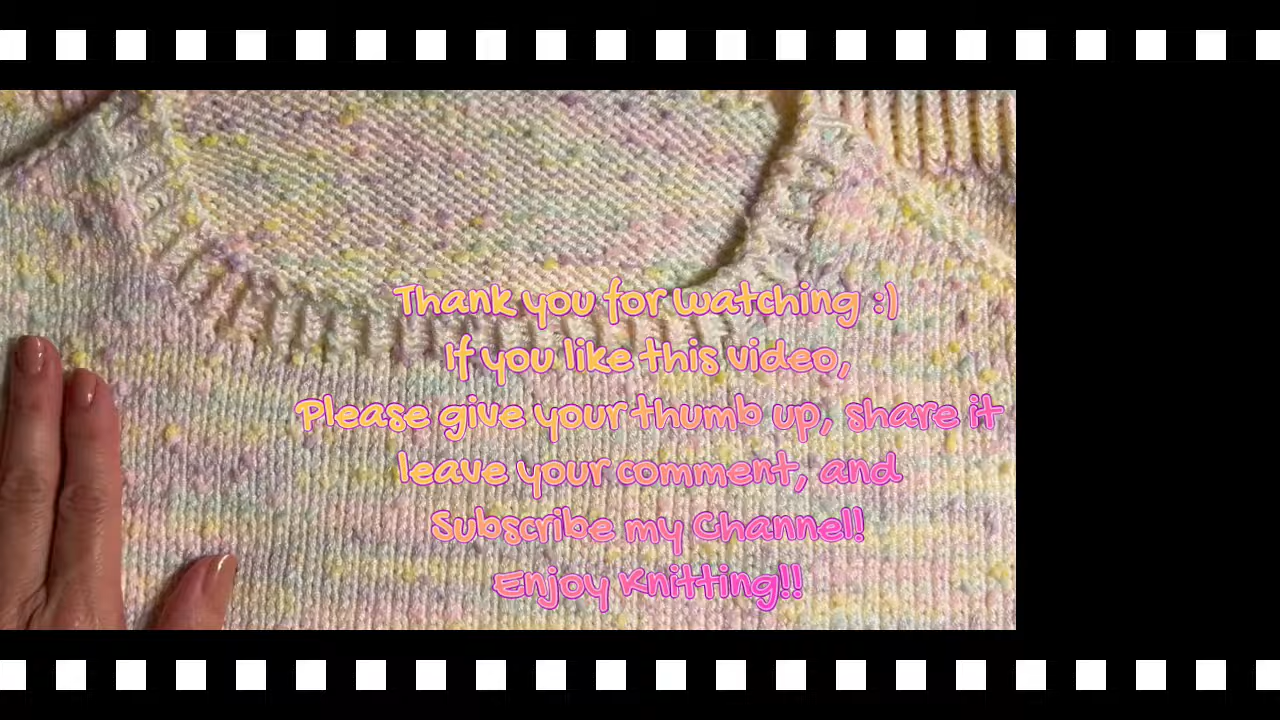 Thank you for watching :)
If you like this video,
Please give your thumb up, share it
leave your comment, and
Subscribe my Channel!
Enjoy Knitting!!